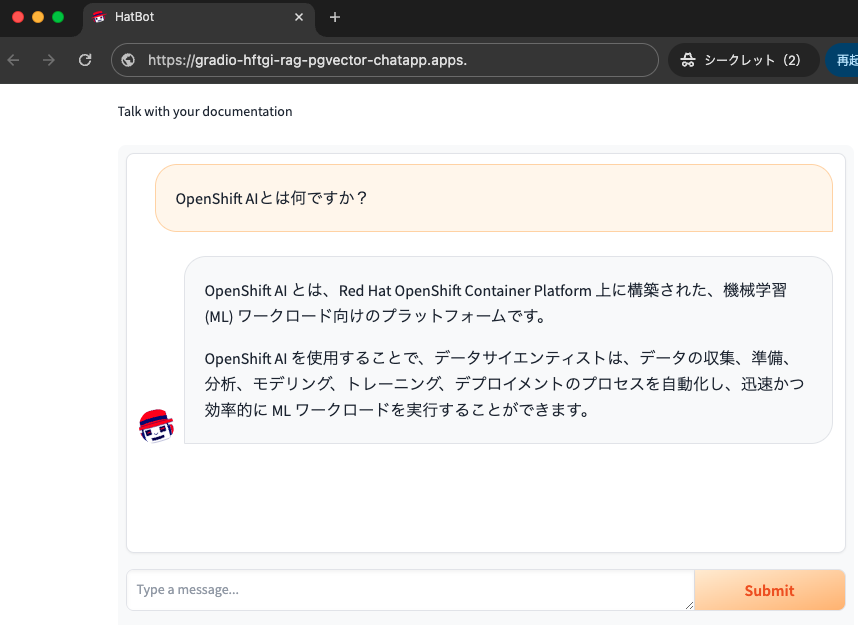 HatBot
https://gradio-hftgi-rag-pgvector-chatapp.apps.
シークレット（2）
再起
Talk with your documentation
OpenShift AIとは何ですか？
OpenShift AI とは、Red Hat OpenShift Container Platform 上に構築された、機械学習
(ML) ワークロード向けのプラットフォームです。
OpenShift AI を使用することで、データサイエンティストは、データの収集、準備、
分析、モデリング、トレーニング、デプロイメントのプロセスを自動化し、迅速かつ
効率的に ML ワークロードを実行することができます。
Type a message...
Submit